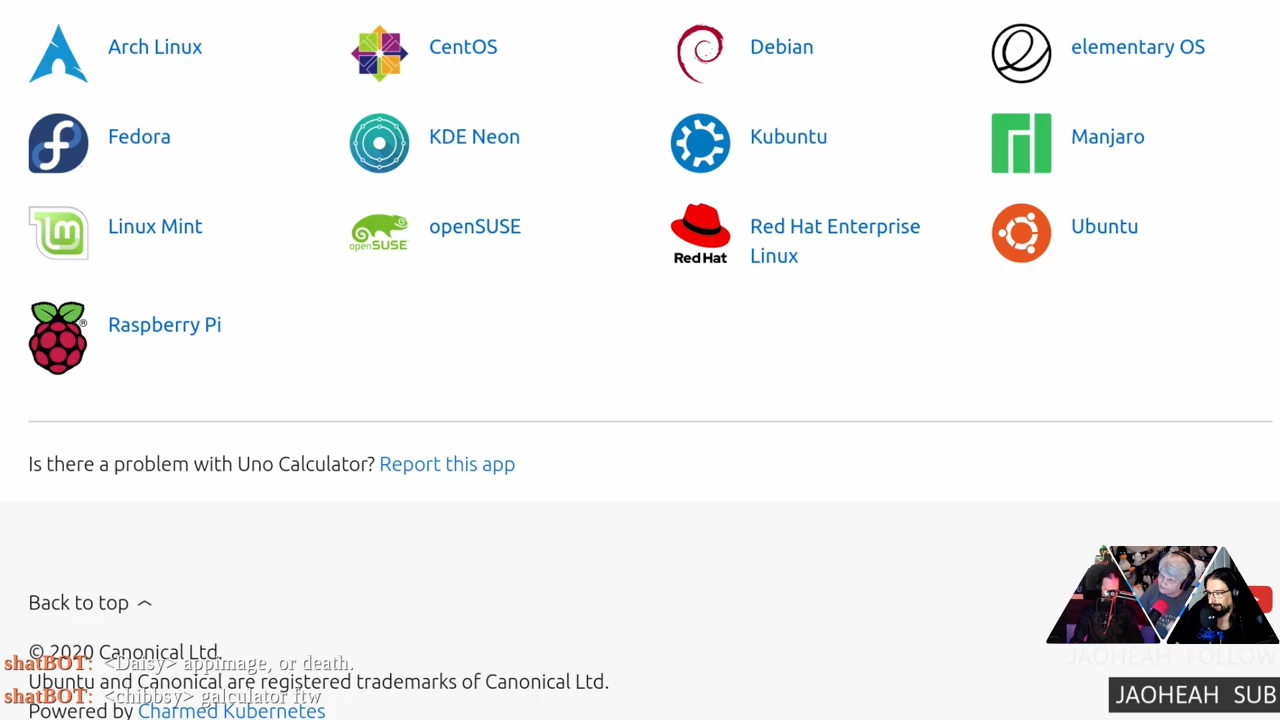 Arch Linux
CentOS
Debian
elementary OS
Fedora
KDE Neon
Kubuntu
Manjaro
Linux Mint
openSUSE
openSUSE
Red Hat
Red Hat Enterprise
Linux
Ubuntu
Raspberry Pi
Is there a problem with Uno Calculator? Report this app
Back to top
© 2020 Canonical Ltd.
shatBOT: <Daisy> appimage, or death.
Ubuntu and Canonical are registered trademarks of Canonical Ltd.
shatBOT: <chibbsy> galculator ftw
Powered by Charmed Kubernetes
JAOHEAH FOLLOW
JAOHEAH SUB